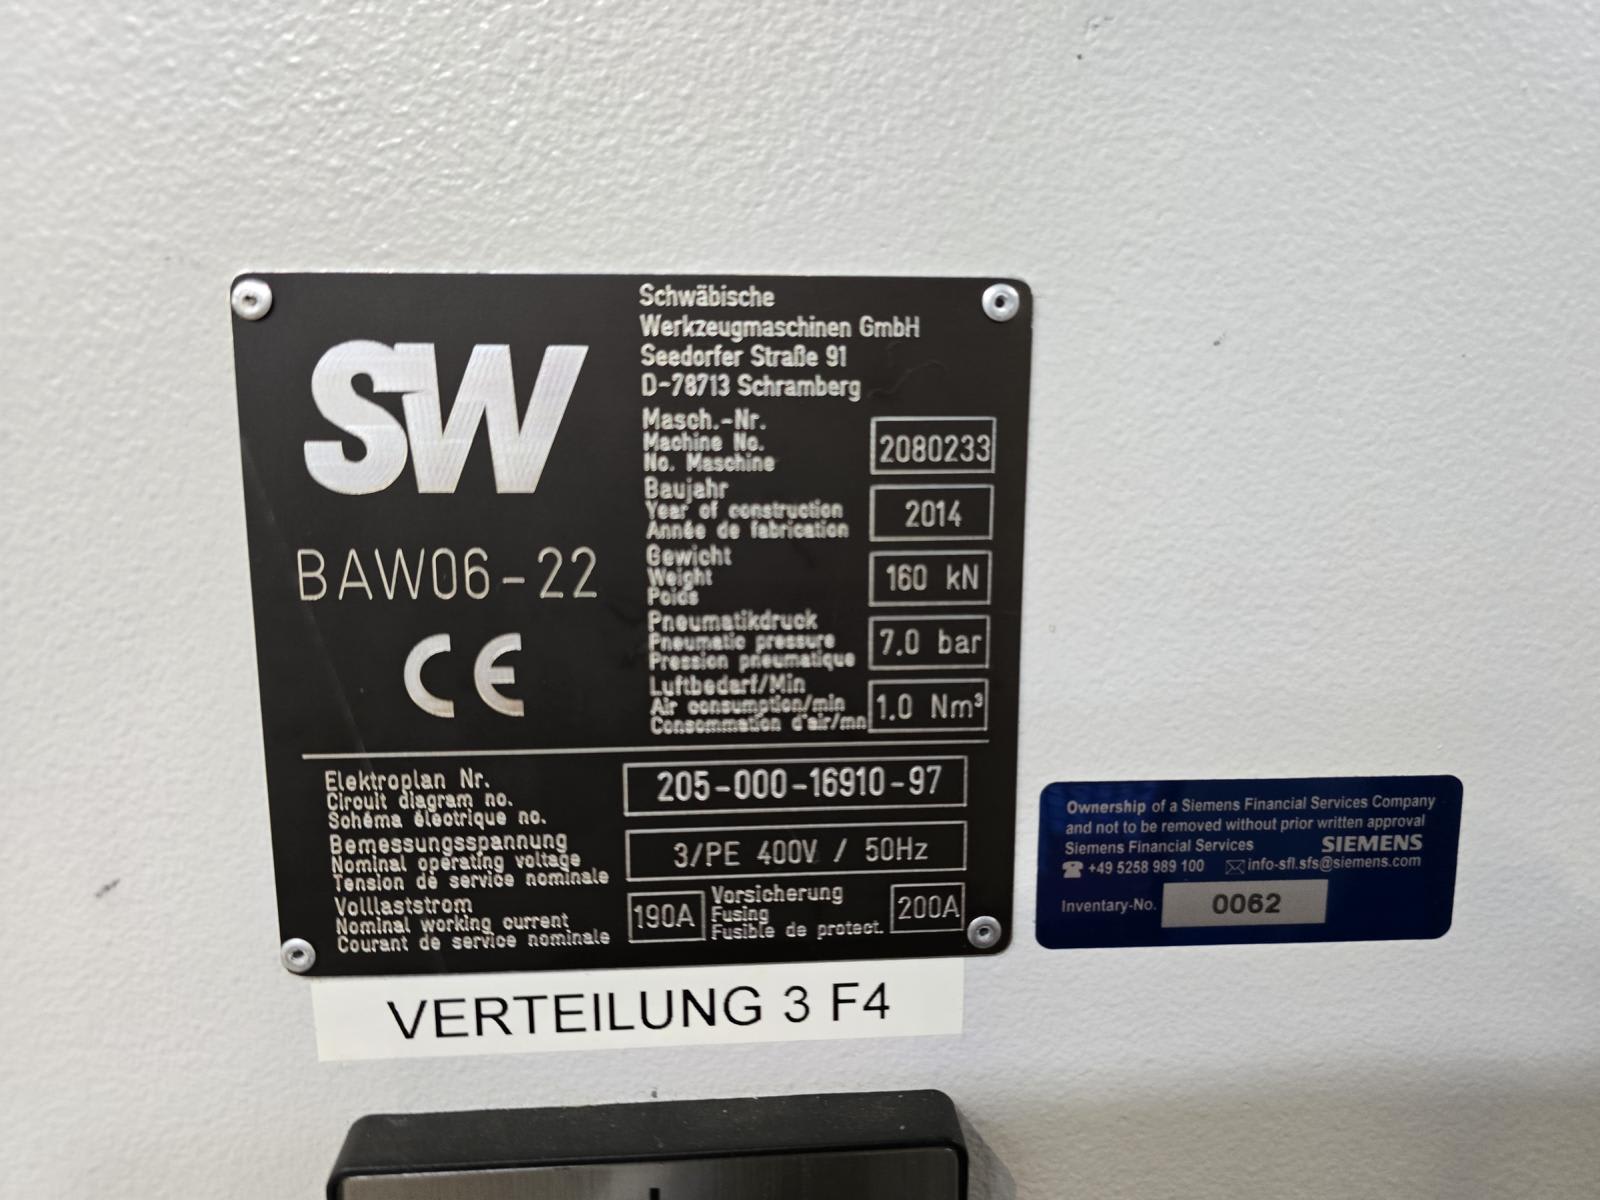 SW
BAW06-22
CE
Schwäbische
Werkzeugmaschinen GmbH
Seedorfer Straße 91
D-78713 Schramberg
Masch.-Nr.
Machine No.
No. Maschine
2080233
Baujahr
Year of construction
Année de fabrication
2014
Gewicht
Weight
Poids
160 kN
Pneumatikdruck
Pneumatic pressure
Pression pneumatique
7.0 bar
Luftbedarf/Min
Air consumption/min
Consommation d'air/mn
1.0 Nm³
Elektroplan Nr.
Circuit diagram no.
Schéma électrique no.
205-000-16910-97
Bemessungsspannung
Nominal operating voltage
Tension de service nominale
3/PE 400V / 50Hz
Volllaststrom
Nominal working current
Courant de service nominale
190A
Vorsicherung
Fusing
Fusible de protect.
200A
VERTEILUNG 3 F4
Ownership of a Siemens Financial Services Company
and not to be removed without prior written approval
Siemens Financial Services SIEMENS
+49 5258 989 100 info-sfl.sfs@siemens.com
Inventary-No. 0062